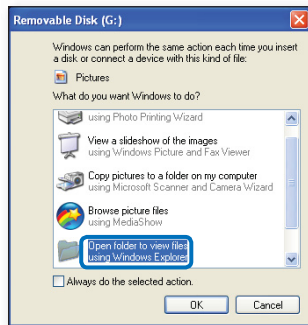 Removable Disk (G:)
Windows can perform the same action each time you insert
a disk or connect a device with this kind of file:
Pictures
What do you want Windows to do?
using Photo Printing Wizard
View a slideshow of the images
using Windows Picture and Fax Viewer
Copy pictures to a folder on my computer
using Microsoft Scanner and Camera Wizard
Browse picture files
using MediaShow
Open folder to view files
using Windows Explorer
Always do the selected action.
OK
Cancel